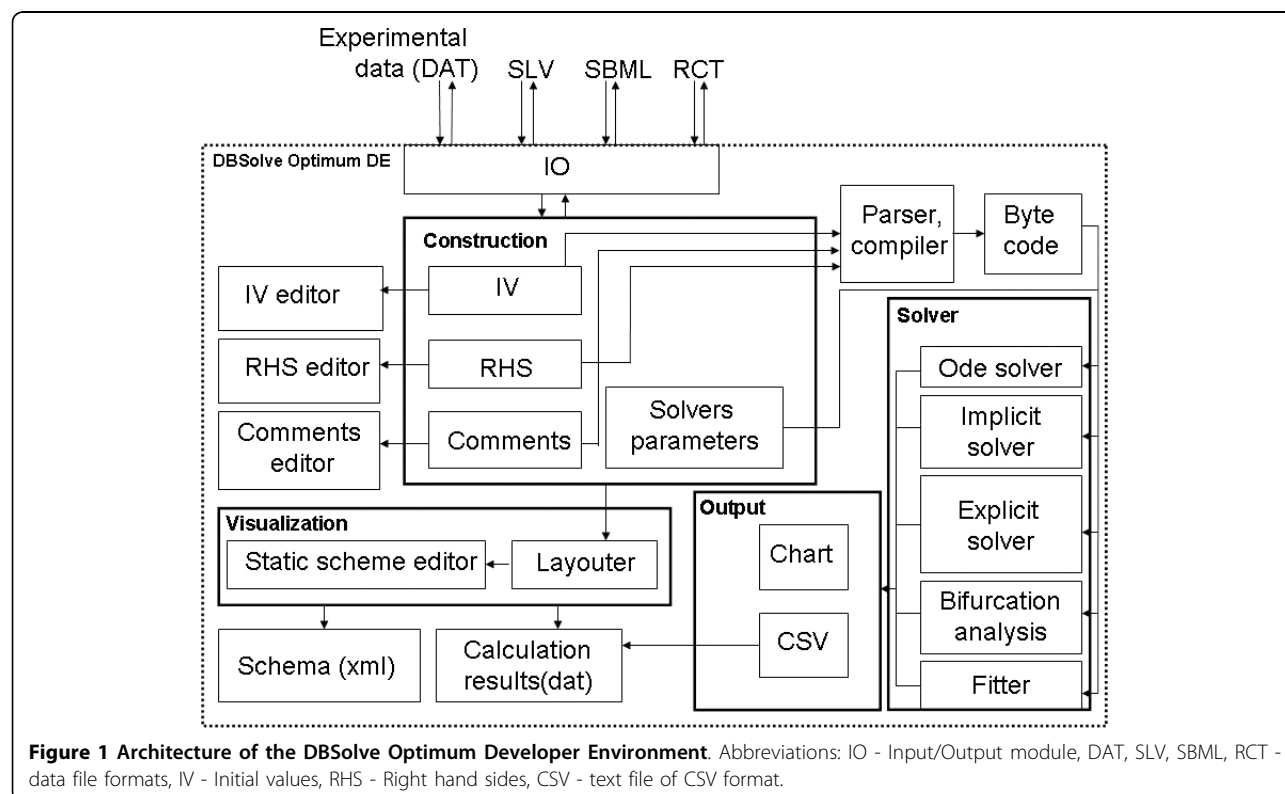 Experimental
data (DAT)
SLV
SBML
RCT
DBSolve Optimum DE
IO
Construction
Parser,
compiler
Byte
code
IV editor
IV
Solver
RHS editor
RHS
Ode solver
Comments
editor
Comments
Solvers
parameters
Implicit
solver
Visualization
Output
Explicit
solver
Static scheme editor
Layouter
Chart
Bifurcation
analysis
Schema (xml)
Calculation
results(dat)
CSV
Fitter
Figure 1 Architecture of the DBSolve Optimum Developer Environment. Abbreviations: IO - Input/Output module, DAT, SLV, SBML, RCT -
data file formats, IV - Initial values, RHS - Right hand sides, CSV - text file of CSV format.